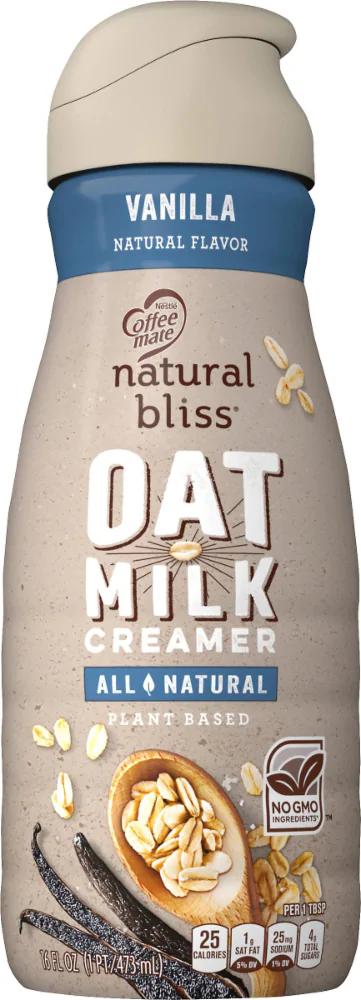 VANILLA
NATURAL FLAVOR
Nestlé
Coffee
mate
natural
bliss®
OAT
MILK
CREAMER
ALL NATURAL
PLANT BASED
NO GMO
INGREDIENTS™
PER 1 TBSP
25
CALORIES
1g
SAT FAT
5% DV
25mg
SODIUM
1% DV
4g
TOTAL
SUGARS
16 FL OZ (1 PT/473 mL)